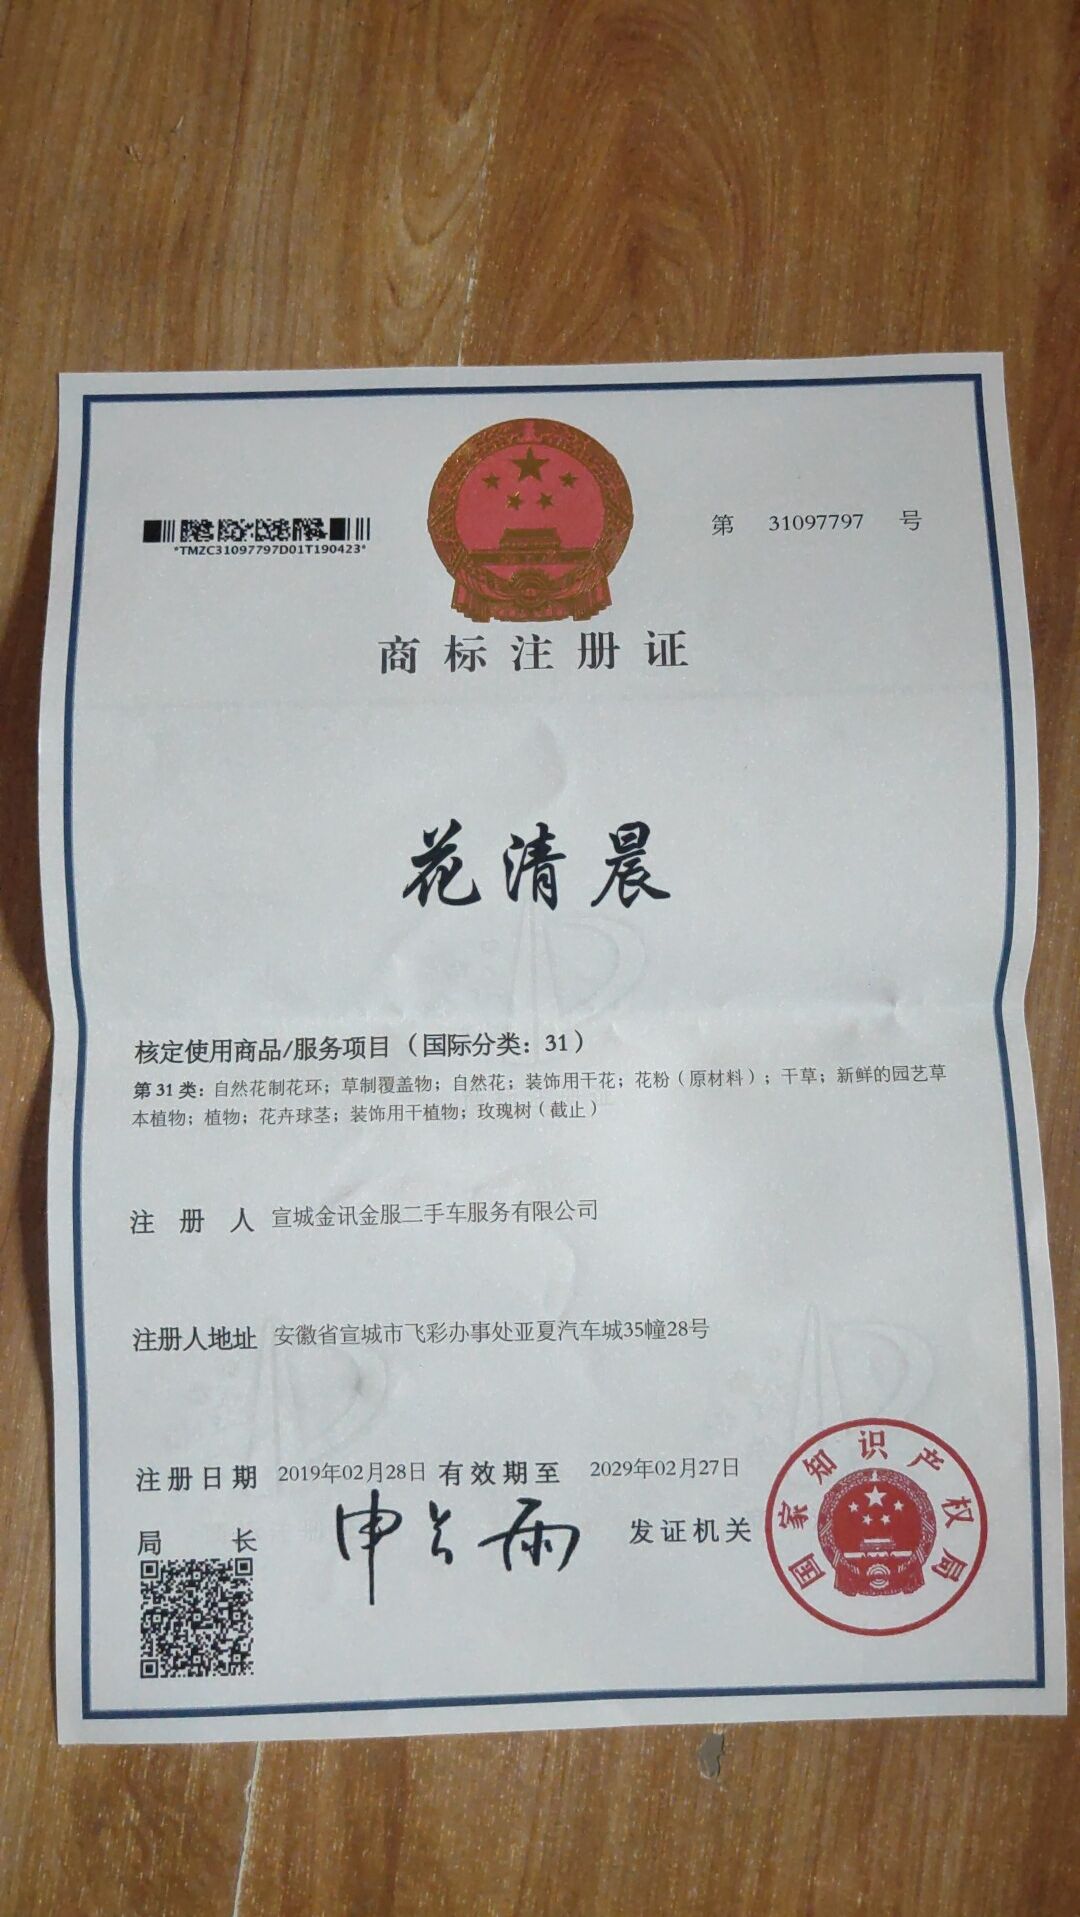 第 31097797 号
*TMZC31097797D01T190423*
商标注册证
花清晨
核定使用商品/服务项目（国际分类：31）
第 31 类：自然花制花环；草制覆盖物；自然花；装饰用干花；花粉（原材料）；干草；新鲜的园艺草
本植物；植物；花卉球茎；装饰用干植物；玫瑰树（截止）
注册人 宣城金讯金服二手车服务有限公司
注册人地址 安徽省宣城市飞彩办事处亚夏汽车城35幢28号
注册日期 2019年02月28日 有效期至 2029年02月27日
局长 申长雨 发证机关
国家知识产权局